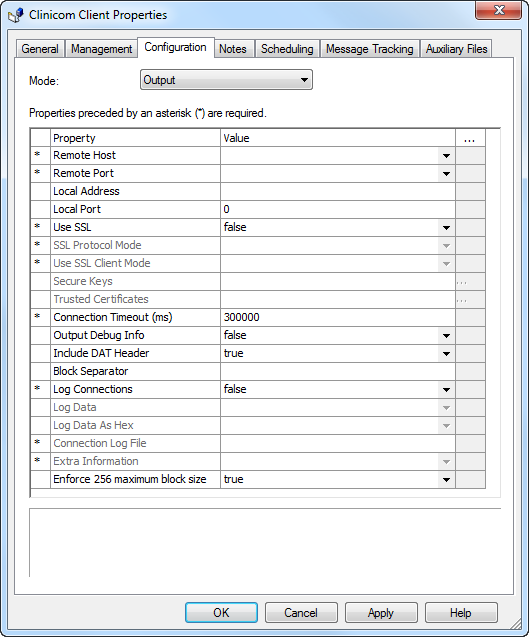 Clinicom Client Properties
General Management Configuration Notes Scheduling Message Tracking Auxiliary Files
Mode: Output
Properties preceded by an asterisk (*) are required.
Property Value ...
* Remote Host
* Remote Port
Local Address
Local Port 0
* Use SSL false
* SSL Protocol Mode
* Use SSL Client Mode
Secure Keys ...
Trusted Certificates ...
* Connection Timeout (ms) 300000
Output Debug Info false
Include DAT Header true
Block Separator
* Log Connections false
Log Data
Log Data As Hex
* Connection Log File
* Extra Information
Enforce 256 maximum block size true
OK Cancel Apply Help